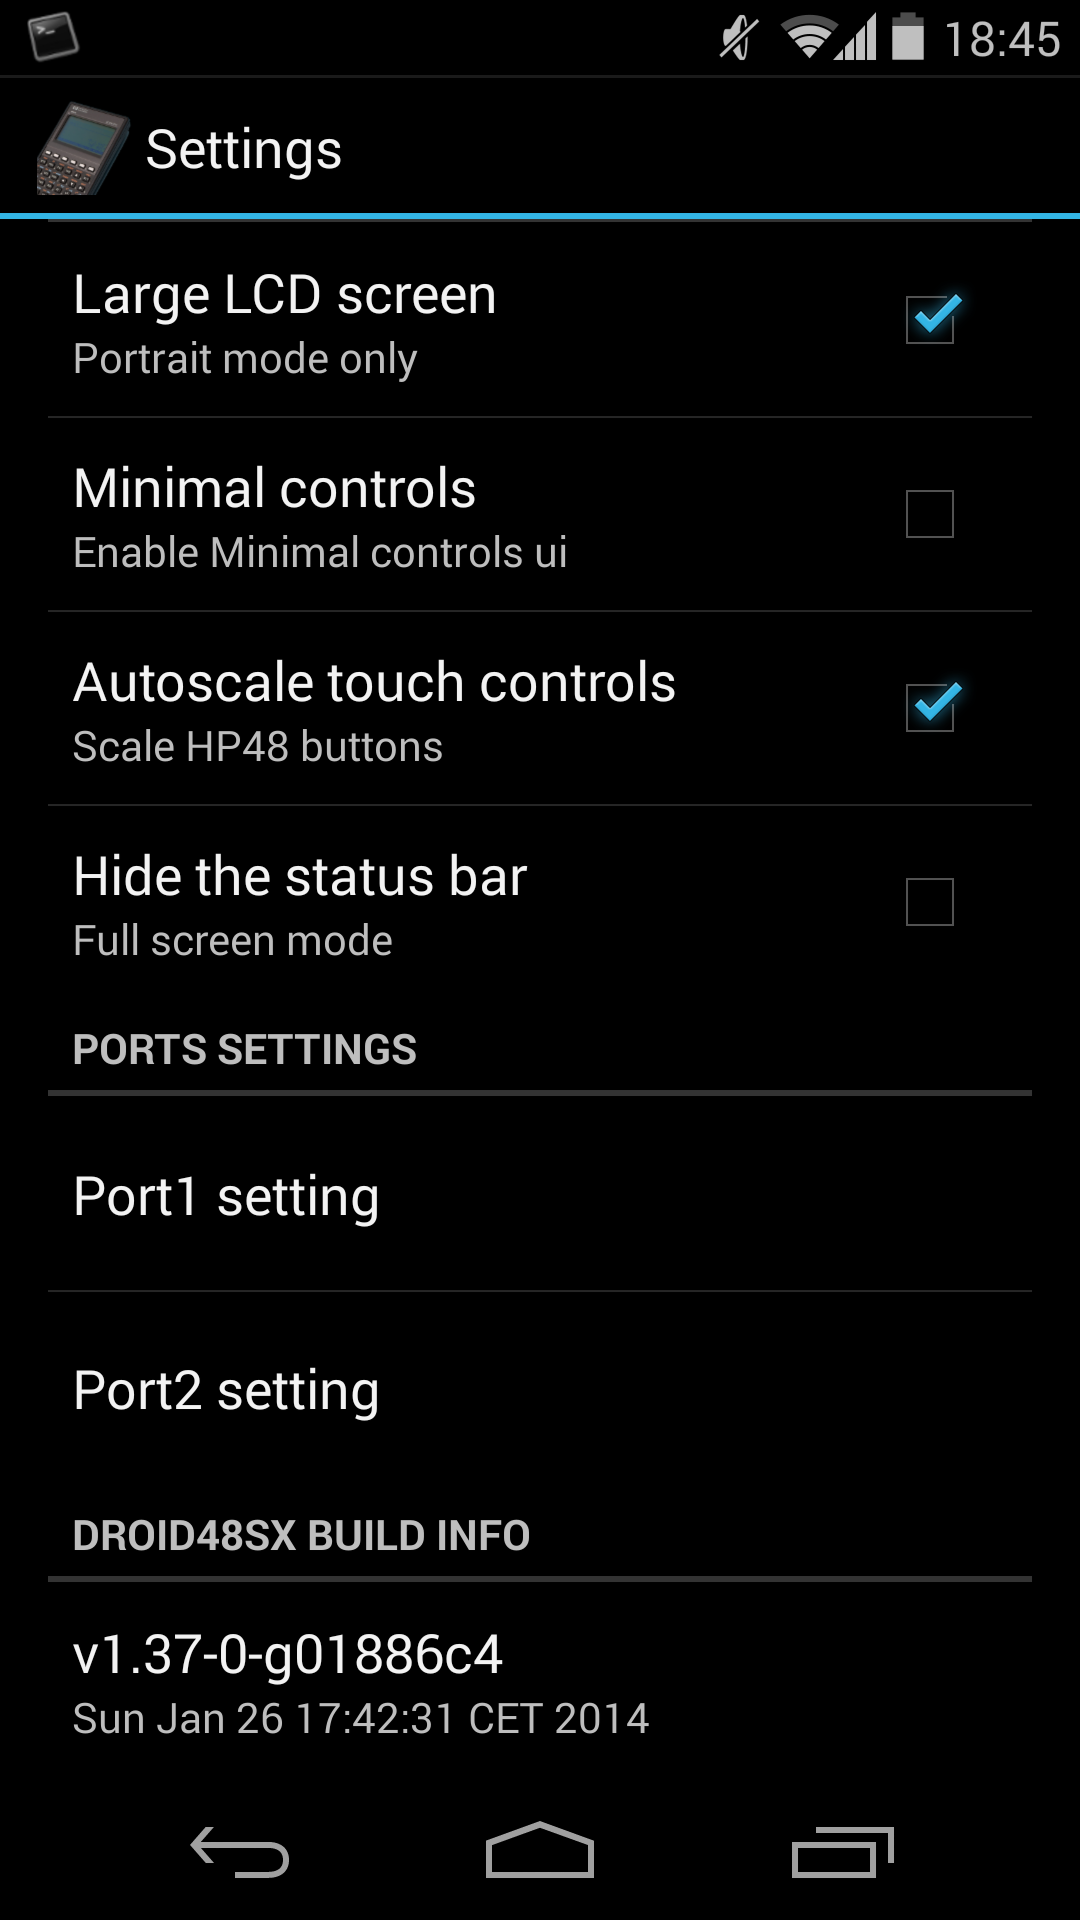 18:45
Settings
Large LCD screen
Portrait mode only
Minimal controls
Enable Minimal controls ui
Autoscale touch controls
Scale HP48 buttons
Hide the status bar
Full screen mode
PORTS SETTINGS
Port1 setting
Port2 setting
DROID48SX BUILD INFO
v1.37-0-g01886c4
Sun Jan 26 17:42:31 CET 2014